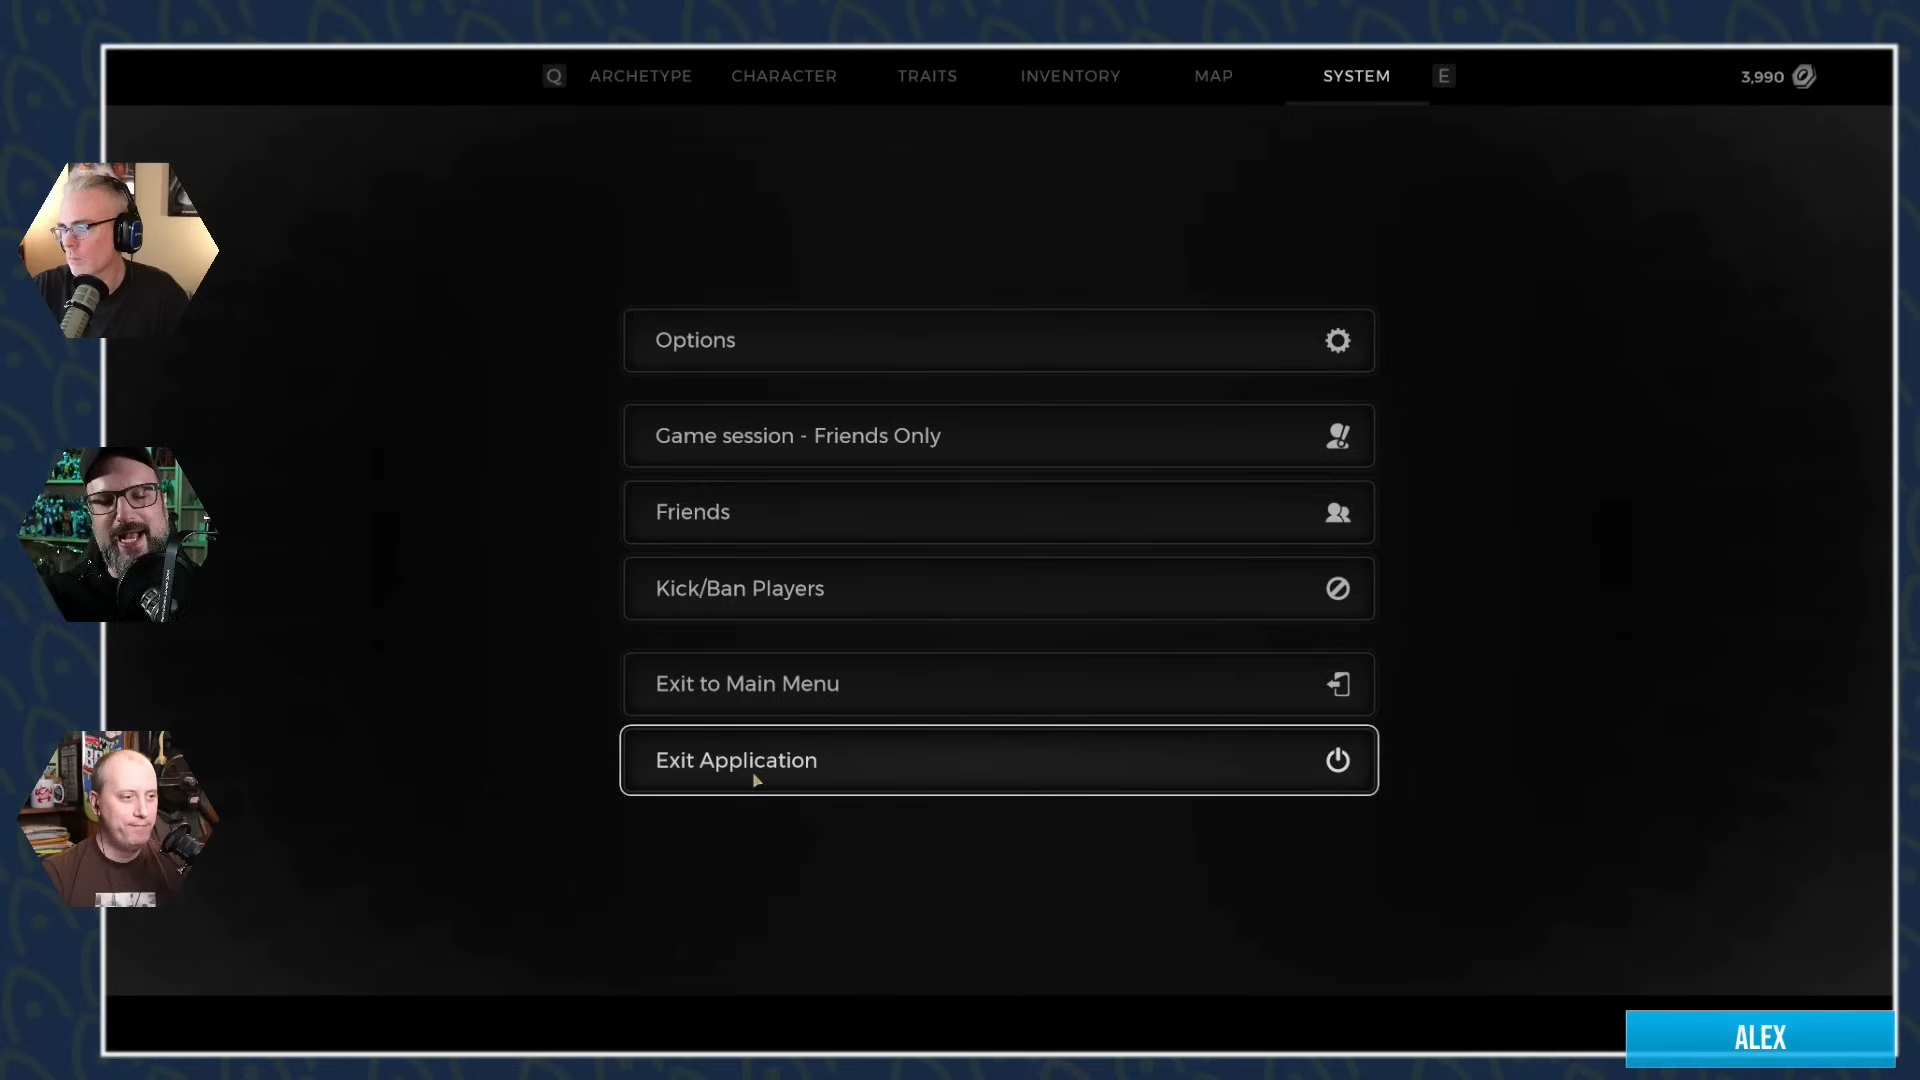 Q ARCHETYPE CHARACTER TRAITS INVENTORY MAP SYSTEM E 3,990
Options
Game session - Friends Only
Friends
Kick/Ban Players
Exit to Main Menu
Exit Application
ALEX